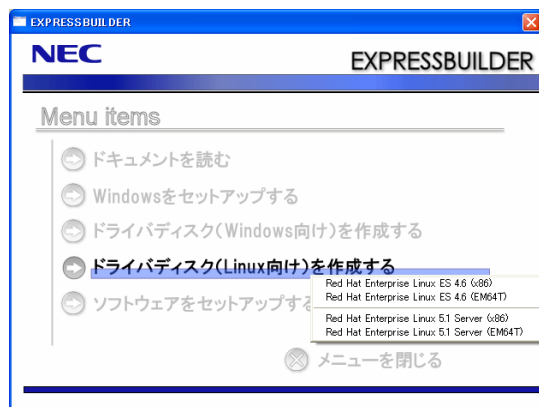 EXPRESSBUILDER
NEC
EXPRESSBUILDER
Menu items
ドキュメントを読む
Windowsをセットアップする
ドライバディスク(Windows向け)を作成する
ドライバディスク(Linux向け)を作成する
Red Hat Enterprise Linux ES 4.6 (x86)
Red Hat Enterprise Linux ES 4.6 (EM64T)
Red Hat Enterprise Linux 5.1 Server (x86)
Red Hat Enterprise Linux 5.1 Server (EM64T)
ソフトウェアをセットアップする
メニューを閉じる